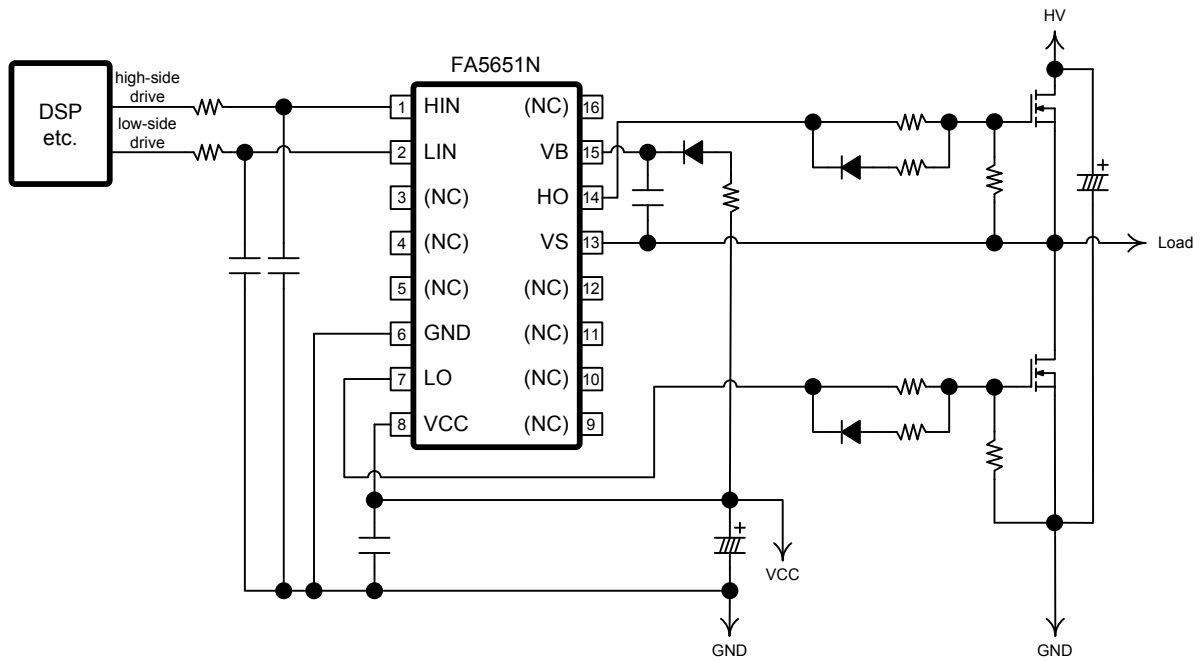 HV
FA5651N
DSP
etc.
high-side
drive
low-side
drive
1 HIN (NC) 16
2 LIN VB 15
3 (NC) HO 14
4 (NC) VS 13
5 (NC) (NC) 12
6 GND (NC) 11
7 LO (NC) 10
8 VCC (NC) 9
+
Load
+
VCC
GND
GND